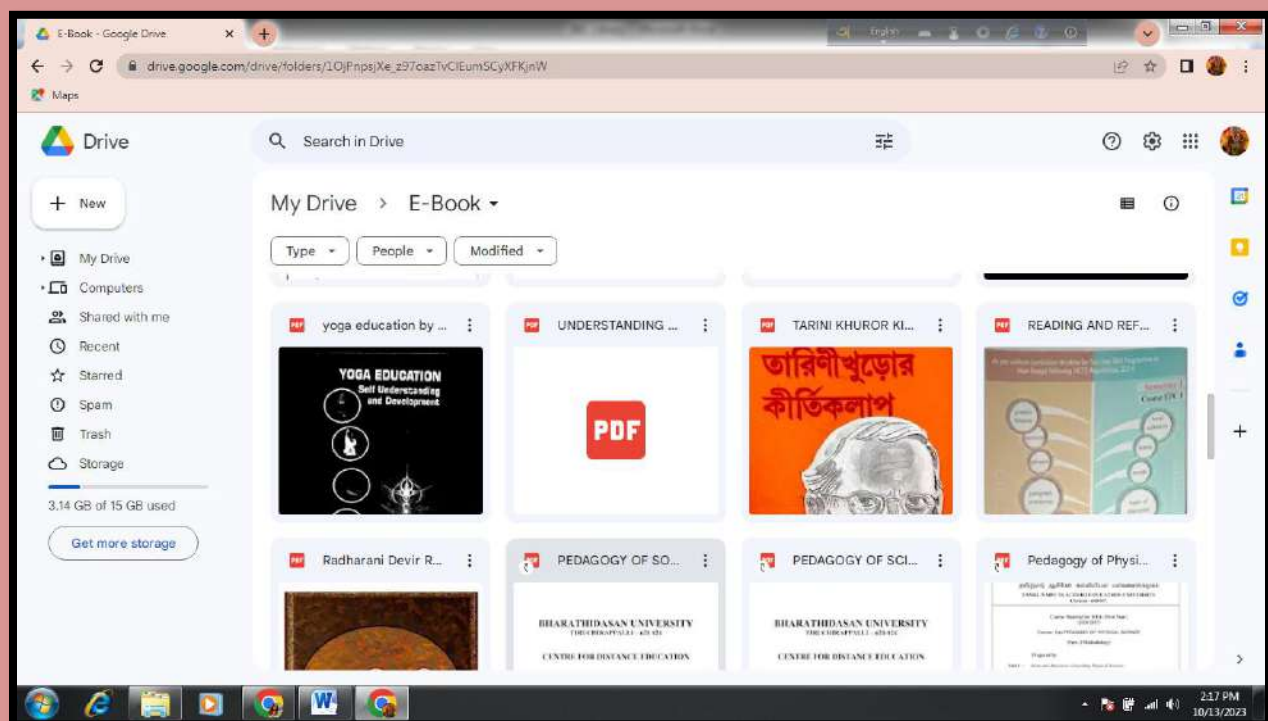 E-Book - Google Drive
drive.google.com/drive/folders/1OjPnpsjXe_z97oazTvClEumSCyXFKjnW
Maps
Drive
Search in Drive
New
My Drive
Computers
Shared with me
Recent
Starred
Spam
Trash
Storage
3.14 GB of 15 GB used
Get more storage
My Drive > E-Book
Type
People
Modified
yoga education by ...
UNDERSTANDING ...
TARINI KHUROR KI...
READING AND REF...
YOGA EDUCATION
Self Understanding
and Development
PDF
তারিণীখুড়োর
কীর্তিকলাপ
Radharani Devir R...
PEDAGOGY OF SO...
PEDAGOGY OF SCI...
Pedagogy of Physi...
BHARATHIDASAN UNIVERSITY
CENTRE FOR DISTANCE EDUCATION
BHARATHIDASAN UNIVERSITY
CENTRE FOR DISTANCE EDUCATION
2:17 PM
10/13/2023